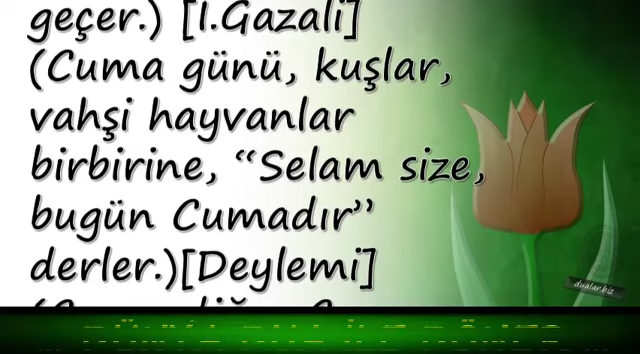 geçer.) [İ.Gazali]
(Cuma günü, kuşlar,
vahşi hayvanlar
birbirine, “Selam size,
bugün Cumadır”
derler.)[Deylemi]
dualar.biz